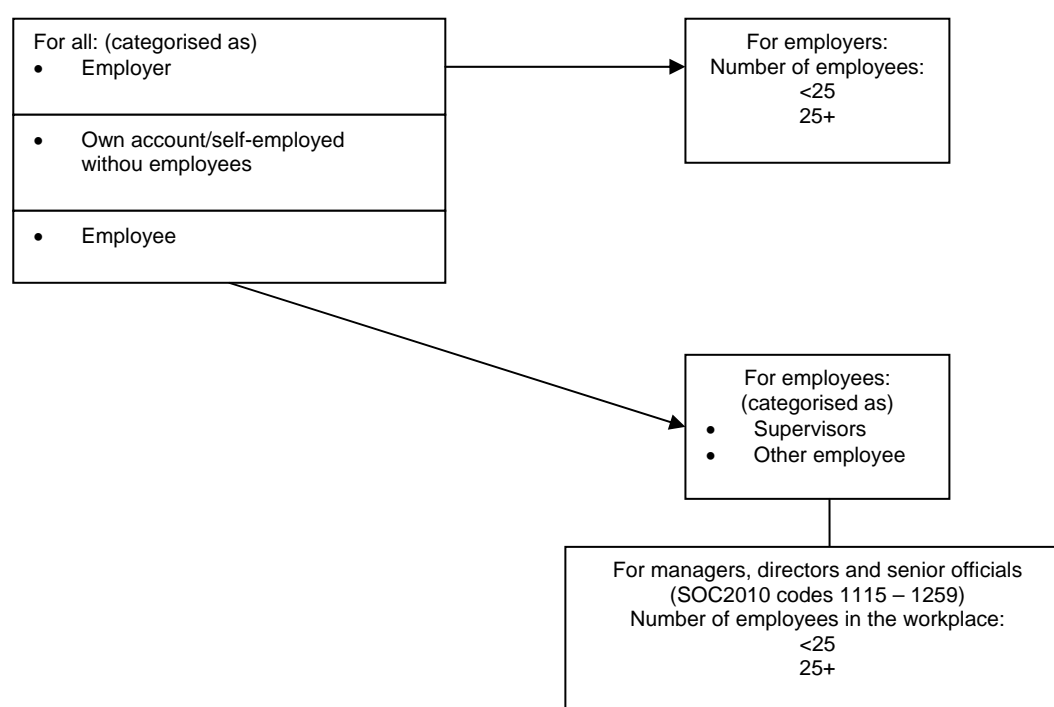 For all: (categorised as)
• Employer
• Own account/self-employed
withou employees
• Employee
For employers:
Number of employees:
<25
25+
For employees:
(categorised as)
• Supervisors
• Other employee
For managers, directors and senior officials
(SOC2010 codes 1115 – 1259)
Number of employees in the workplace:
<25
25+